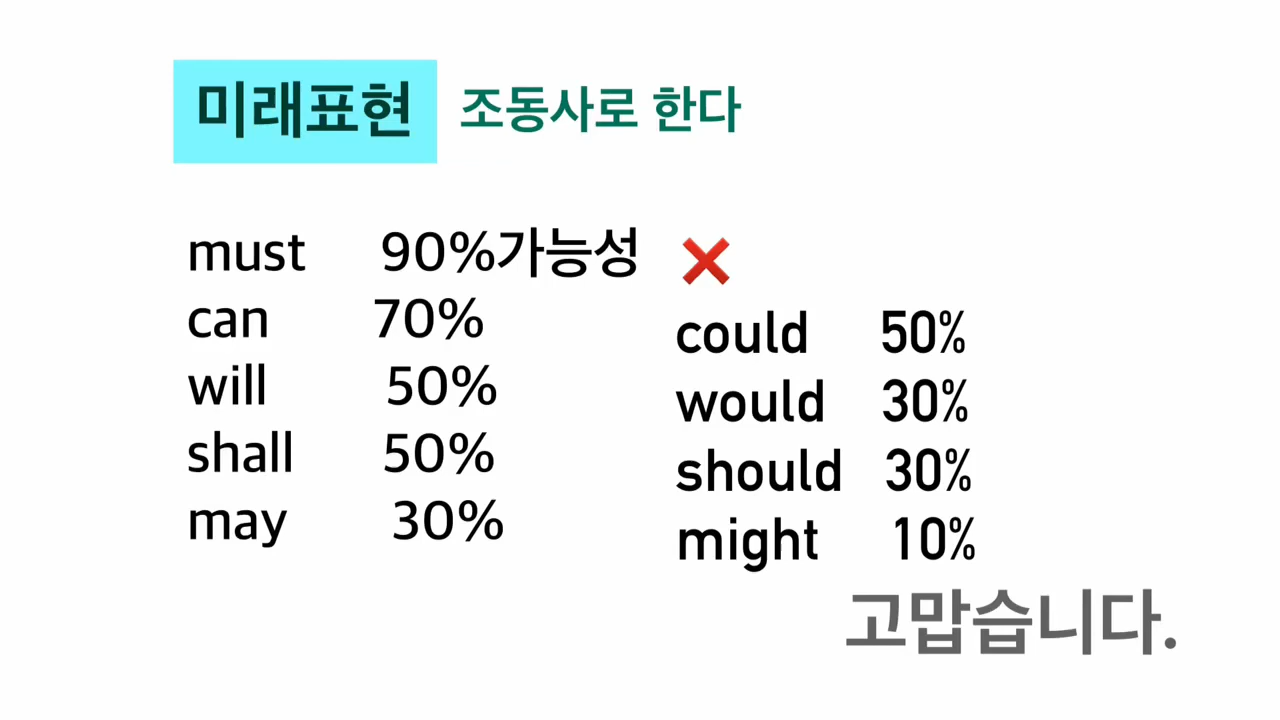 미래표현 조동사로 한다
must 90%가능성 ❌
can 70%
could 50%
will 50%
would 30%
shall 50%
should 30%
may 30%
might 10%
고맙습니다.